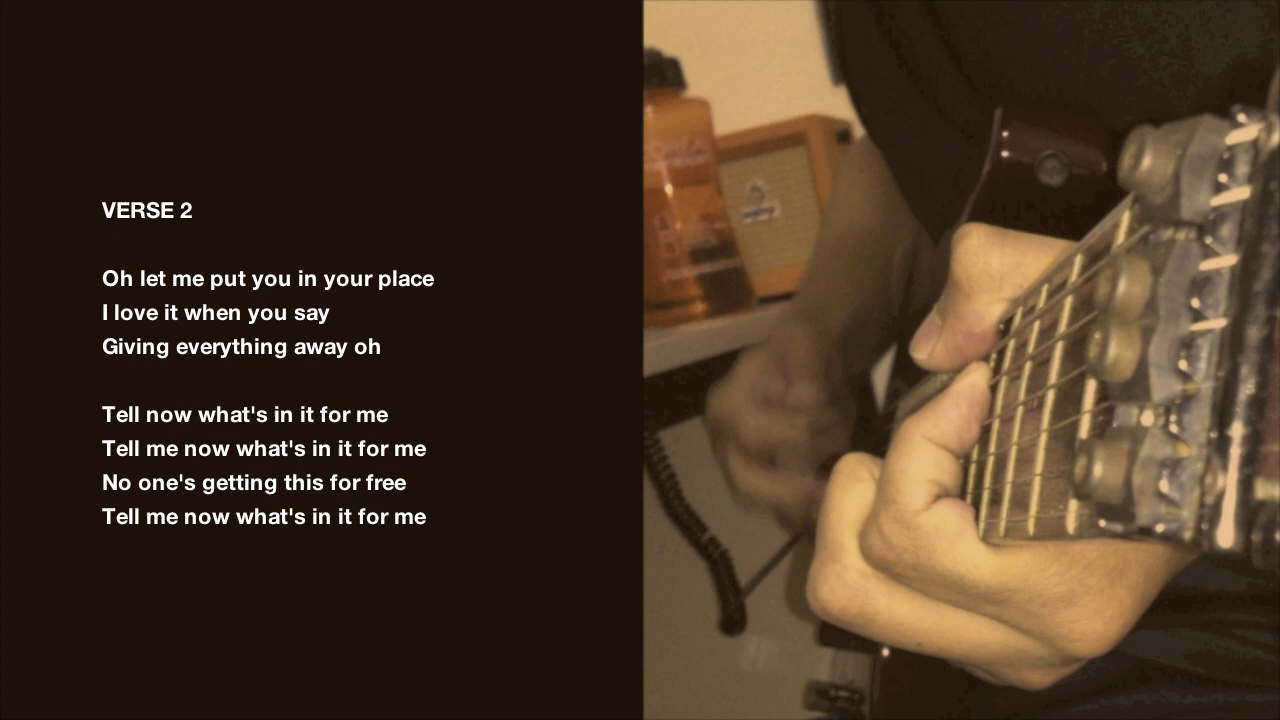 VERSE 2
Oh let me put you in your place
I love it when you say
Giving everything away oh
Tell now what's in it for me
Tell me now what's in it for me
No one's getting this for free
Tell me now what's in it for me